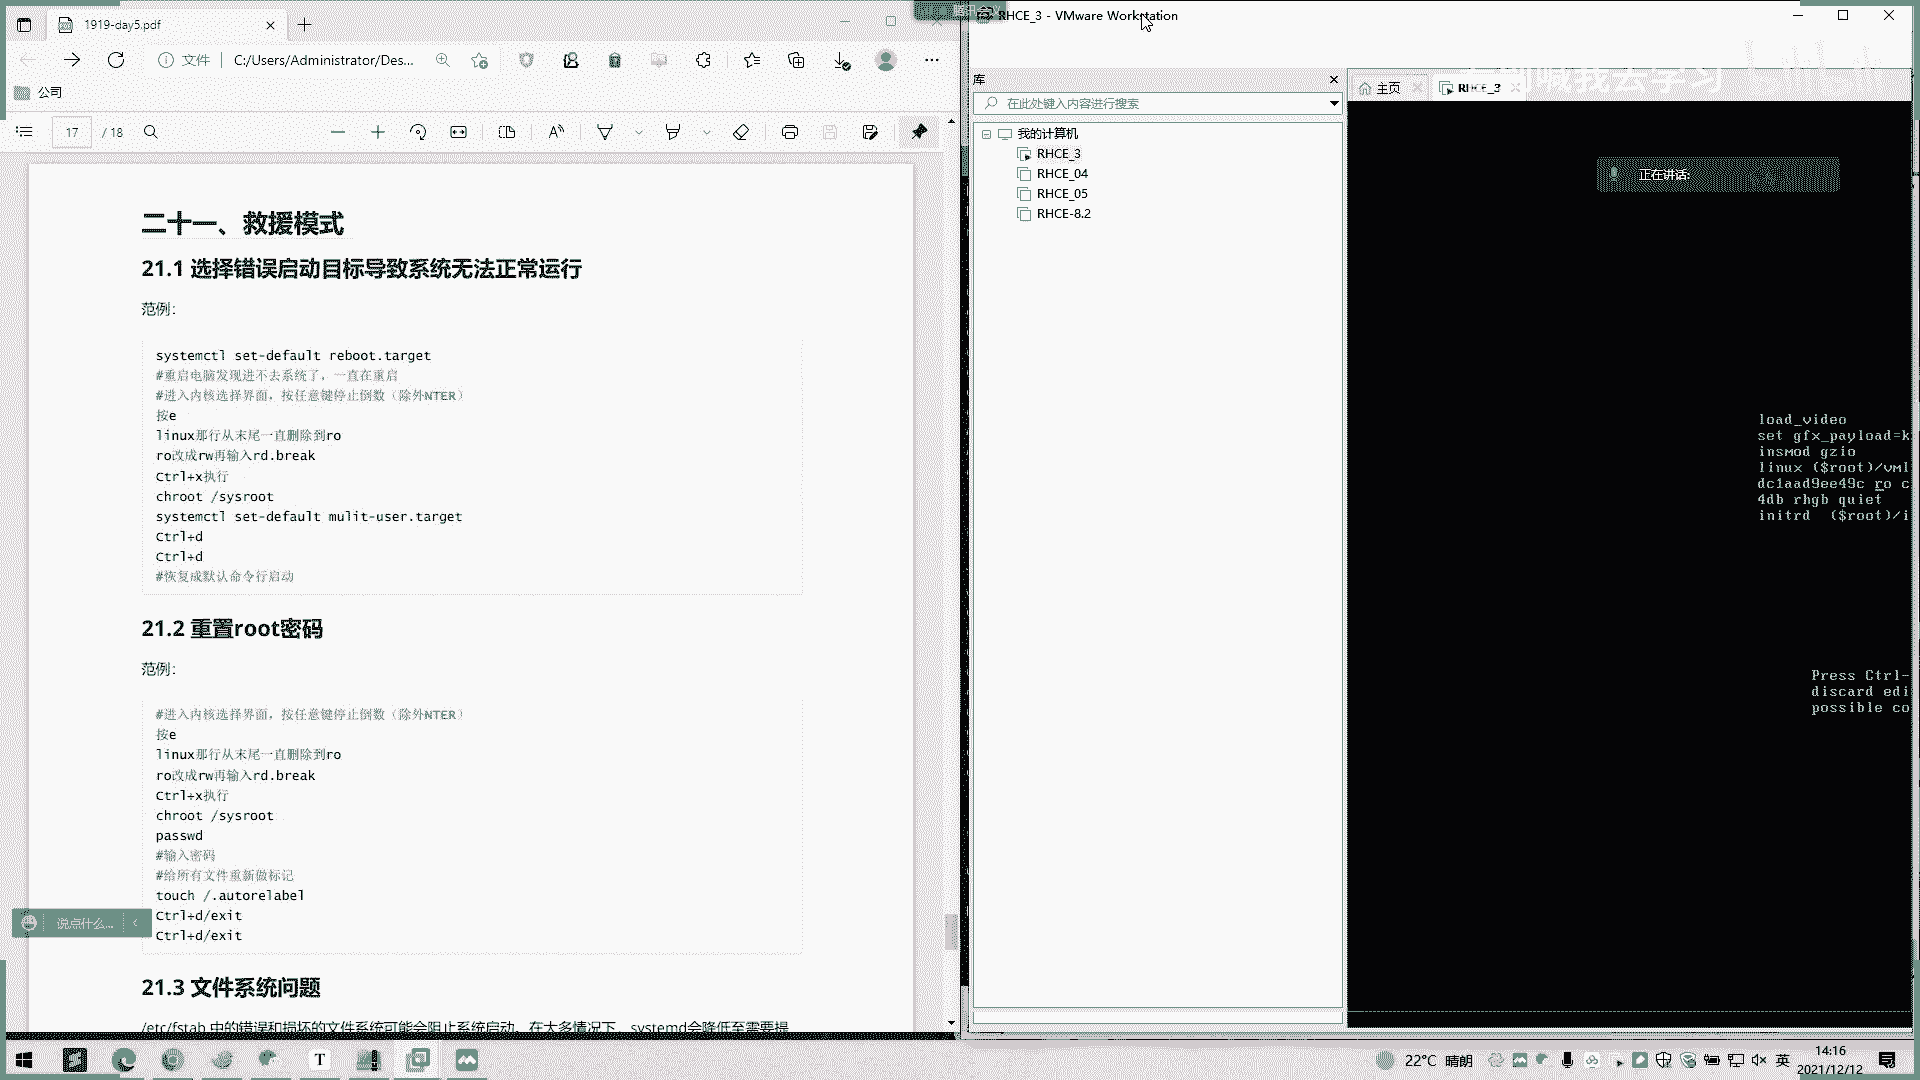 1919-day5.pdf
文件
C:/Users/Administrator/Des...
公司
17 / 18
二十一、救援模式
21.1 选择错误启动目标导致系统无法正常运行
范例：
systemctl set-default reboot.target
#重启电脑发现进不去系统了，一直在重启
#进入内核选择界面，按任意键停止倒数（除外NTER）
按e
linux那行从末尾一直删除到ro
ro改成rw再输入rd.break
Ctrl+x执行
chroot /sysroot
systemctl set-default mulit-user.target
Ctrl+d
Ctrl+d
#恢复成默认命令行启动
21.2 重置root密码
范例：
#进入内核选择界面，按任意键停止倒数（除外NTER）
按e
linux那行从末尾一直删除到ro
ro改成rw再输入rd.break
Ctrl+x执行
chroot /sysroot
passwd
#输入密码
#给所有文件重新做标记
touch /.autorelabel
Ctrl+d/exit
Ctrl+d/exit
21.3 文件系统问题
/etc/fstab 中的错误和损坏的文件系统可能会阻止系统启动。在大多情况下，systemd会降低至需要提
说点什么...
RHCE_3 - VMware Workstation
库
在此处键入内容进行搜索
我的计算机
RHCE_3
RHCE_04
RHCE_05
RHCE-8.2
主页
RHCE_3
我去学习
正在讲话:
load_video
set gfx_payload=k
insmod gzio
linux ($root)/vml
dc1aad9ee49c ro c
4db rhgb quiet
initrd ($root)/i
Press Ctrl-
discard edi
possible co
22°C 晴朗
英
14:16
2021/12/12